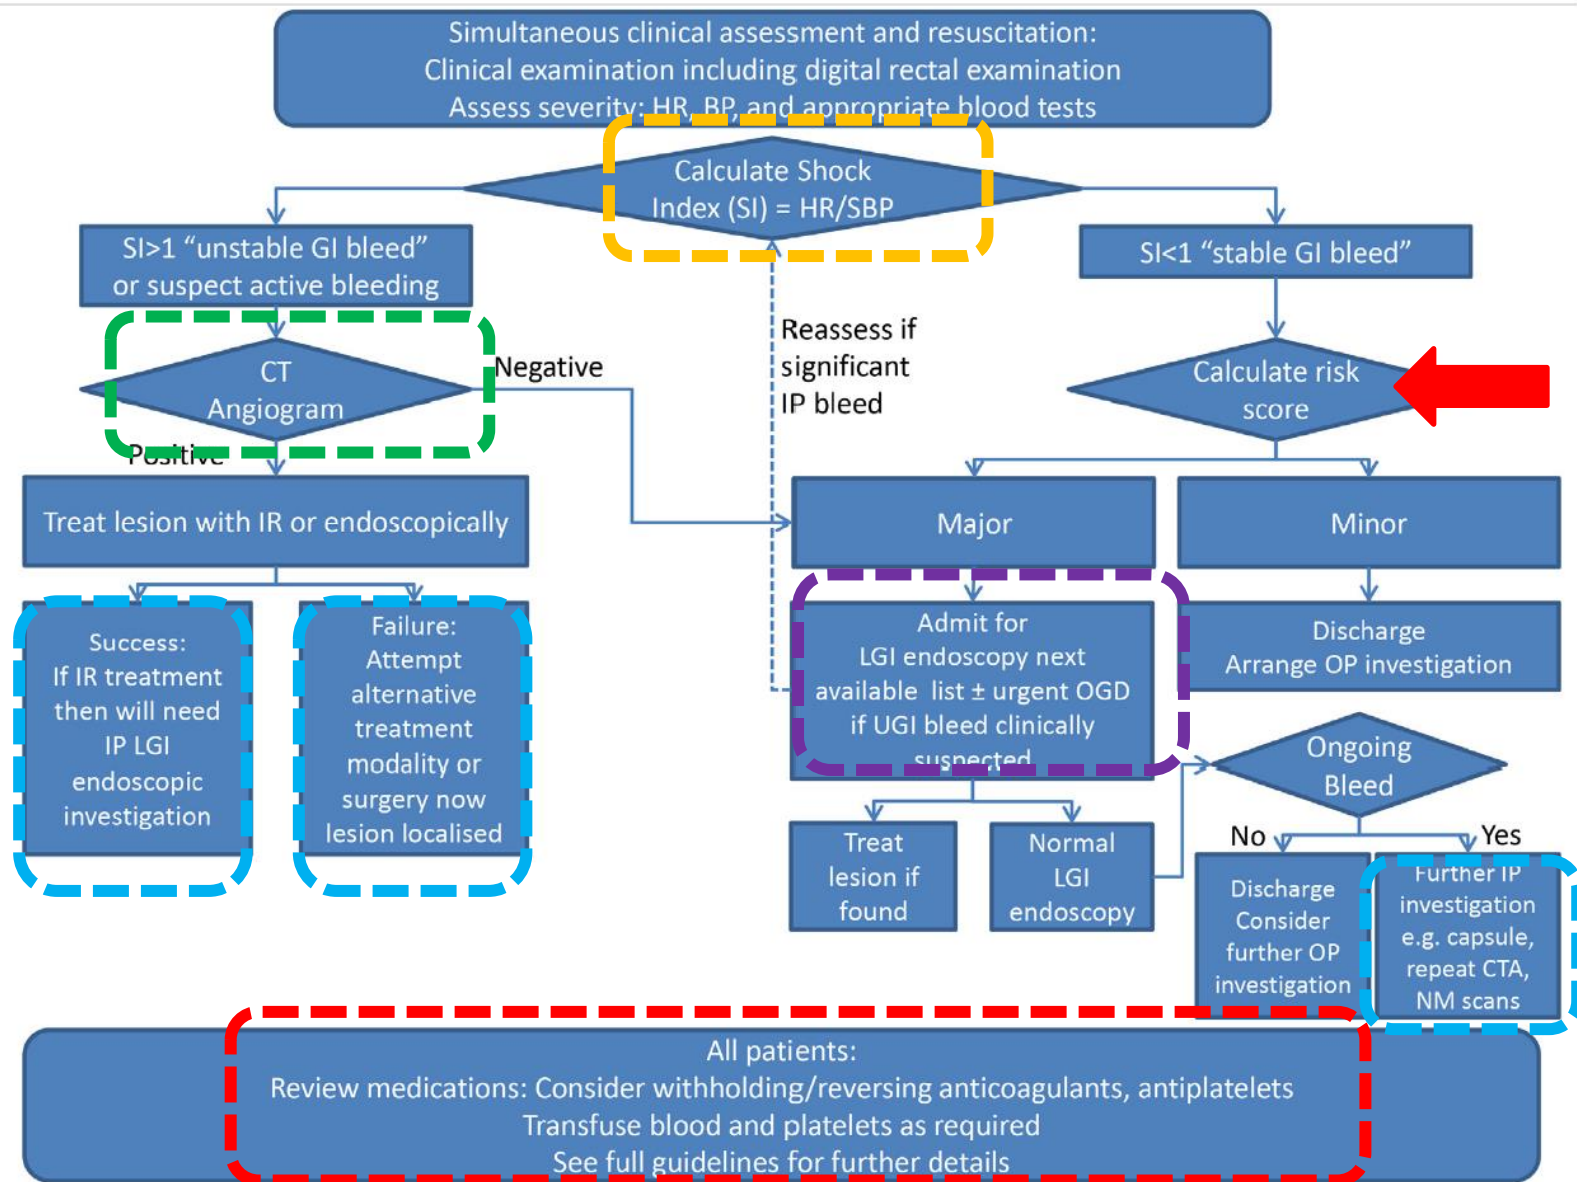 Simultaneous clinical assessment and resuscitation:
Clinical examination including digital rectal examination
Assess severity: HR, BP, and appropriate blood tests
Calculate Shock
Index (SI) = HR/SBP
SI>1 “unstable GI bleed”
or suspect active bleeding
SI<1 “stable GI bleed”
CT
Angiogram
Negative
Positive
Reassess if
significant
IP bleed
Calculate risk
score
Treat lesion with IR or endoscopically
Major
Minor
Success:
If IR treatment
then will need
IP LGI
endoscopic
investigation
Failure:
Attempt
alternative
treatment
modality or
surgery now
lesion localised
Admit for
LGI endoscopy next
available list ± urgent OGD
if UGI bleed clinically
suspected
Discharge
Arrange OP investigation
Ongoing
Bleed
Treat
lesion if
found
Normal
LGI
endoscopy
No
Yes
Discharge
Consider
further OP
investigation
Further IP
investigation
e.g. capsule,
repeat CTA,
NM scans
All patients:
Review medications: Consider withholding/reversing anticoagulants, antiplatelets
Transfuse blood and platelets as required
See full guidelines for further details